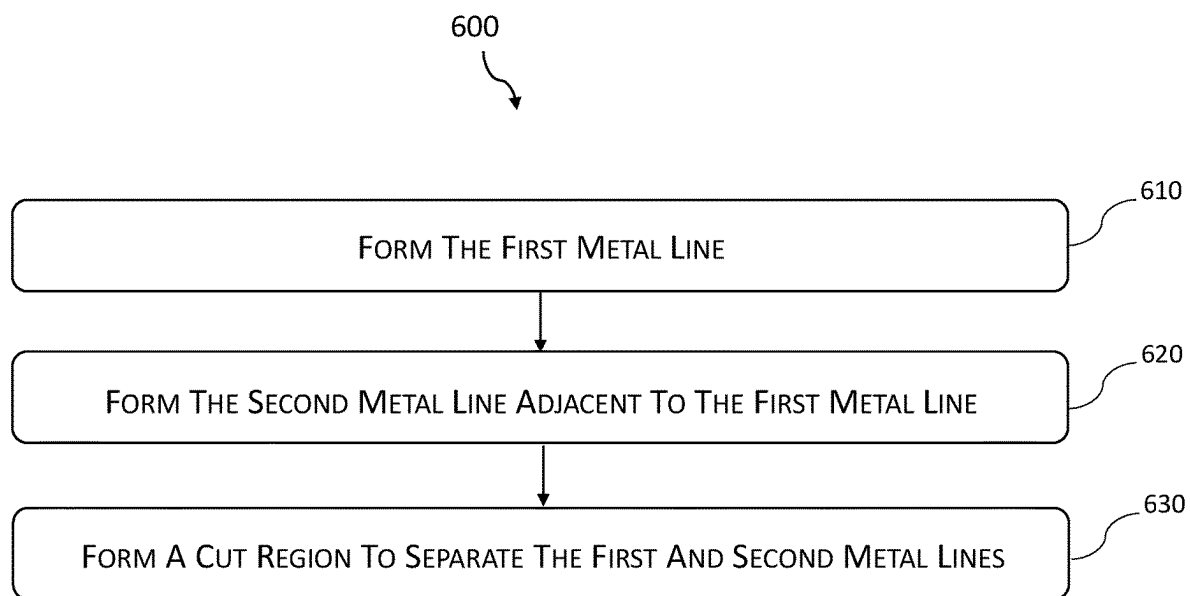 600
610
FORM THE FIRST METAL LINE
620
FORM THE SECOND METAL LINE ADJACENT TO THE FIRST METAL LINE
630
FORM A CUT REGION TO SEPARATE THE FIRST AND SECOND METAL LINES